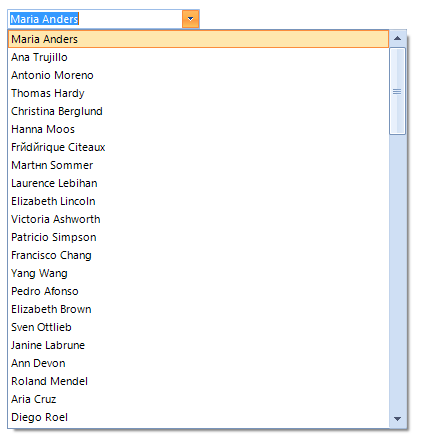 Maria Anders
Maria Anders
Ana Trujillo
Antonio Moreno
Thomas Hardy
Christina Berglund
Hanna Moos
Frйdйrique Citeaux
Martнn Sommer
Laurence Lebihan
Elizabeth Lincoln
Victoria Ashworth
Patricio Simpson
Francisco Chang
Yang Wang
Pedro Afonso
Elizabeth Brown
Sven Ottlieb
Janine Labrune
Ann Devon
Roland Mendel
Aria Cruz
Diego Roel